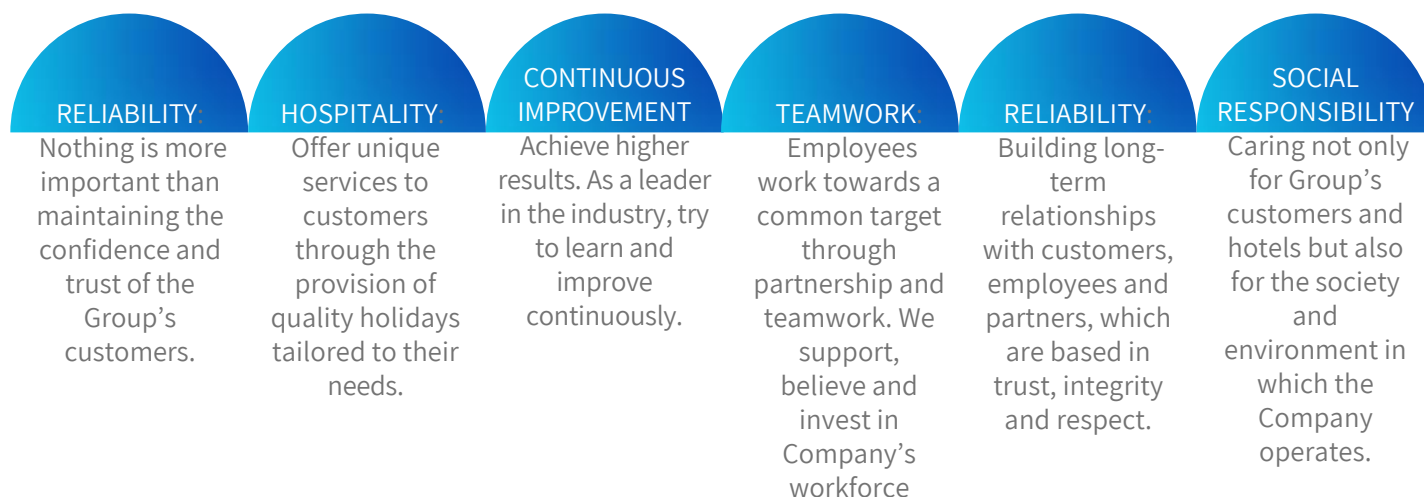 RELIABILITY:
Nothing is more
important than
maintaining the
confidence and
trust of the
Group’s
customers.
HOSPITALITY:
Offer unique
services to
customers
through the
provision of
quality holidays
tailored to their
needs.
CONTINUOUS
IMPROVEMENT
Achieve higher
results. As a leader
in the industry, try
to learn and
improve
continuously.
TEAMWORK:
Employees
work towards a
common target
through
partnership and
teamwork. We
support,
believe and
invest in
Company’s
workforce
RELIABILITY:
Building long-
term
relationships
with customers,
employees and
partners, which
are based in
trust, integrity
and respect.
SOCIAL
RESPONSIBILITY
Caring not only
for Group’s
customers and
hotels but also
for the society
and
environment in
which the
Company
operates.